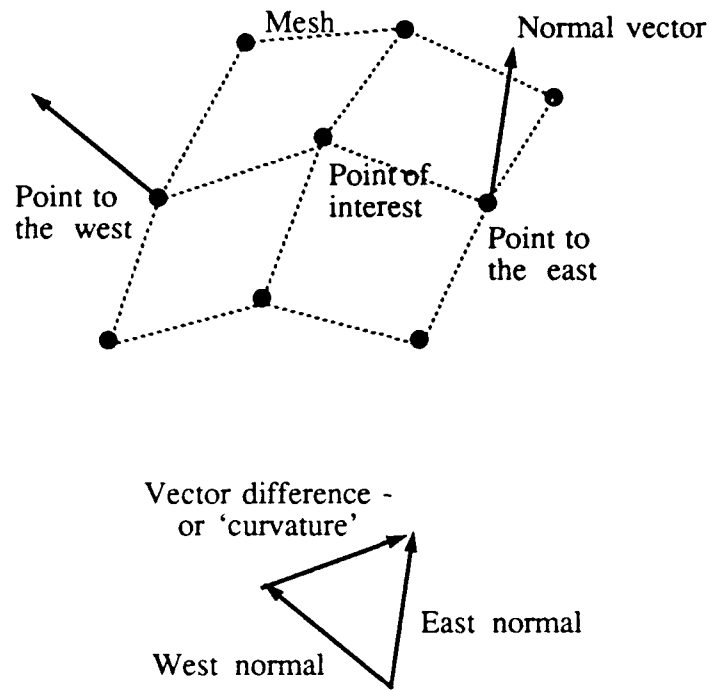 Mesh
Normal vector
Point to
the west
Point of
interest
Point to
the east
Vector difference -
or ‘curvature’
East normal
West normal